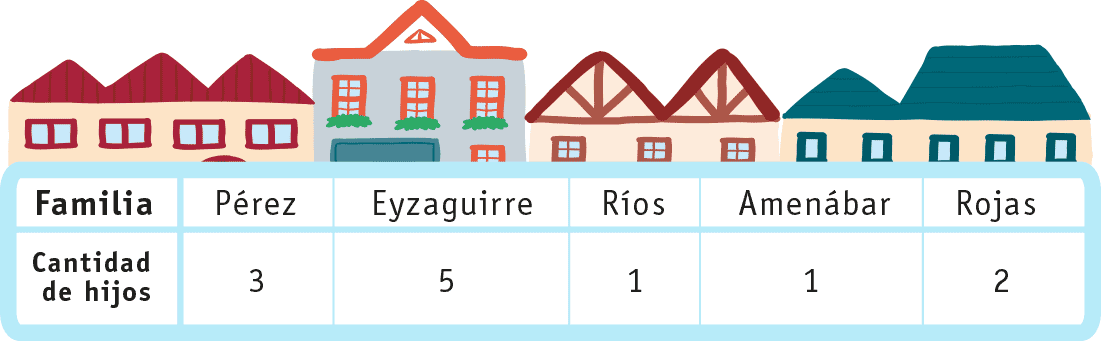 Familia Pérez Eyzaguirre Ríos Amenábar Rojas
Cantidad
de hijos 3 5 1 1 2